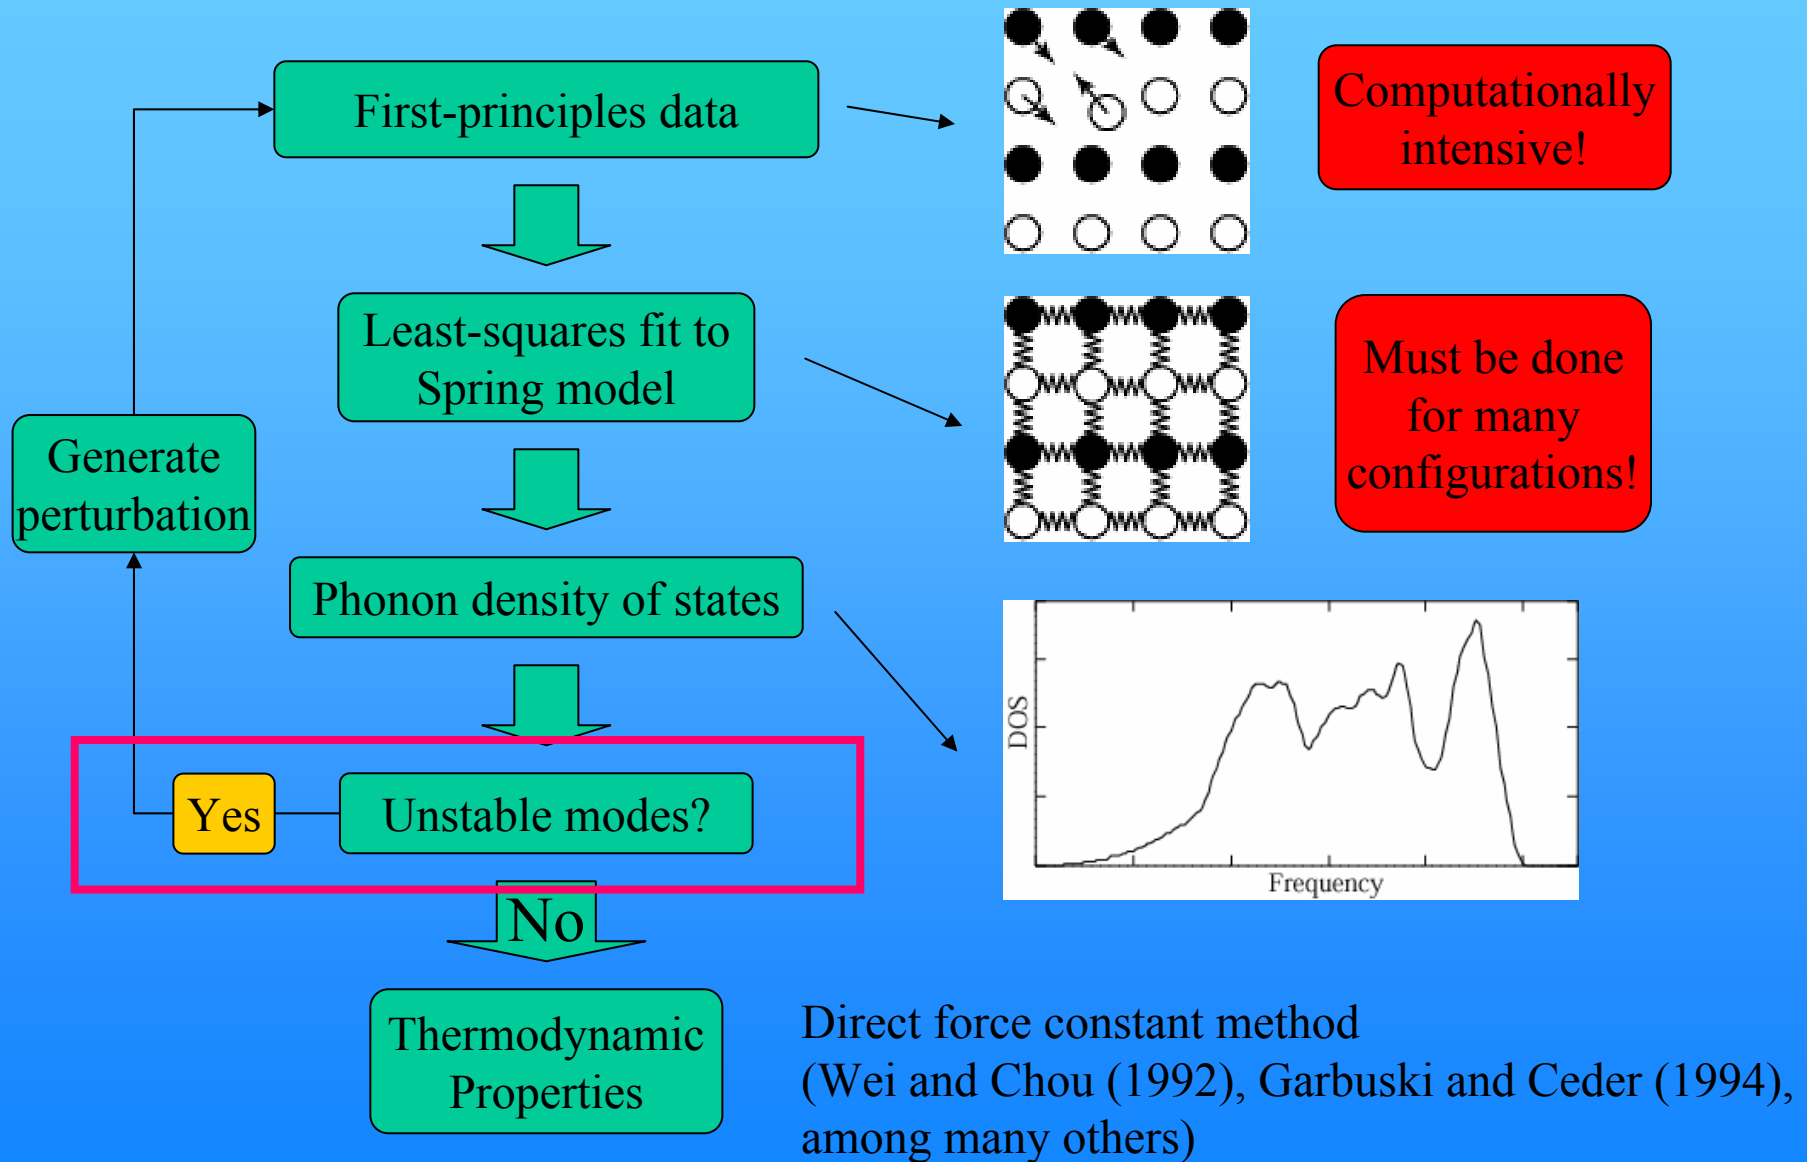 First-principles data
Computationally
intensive!
Least-squares fit to
Spring model
Must be done
for many
configurations!
Generate
perturbation
Phonon density of states
DOS
Frequency
Yes
Unstable modes?
No
Thermodynamic
Properties
Direct force constant method
(Wei and Chou (1992), Garbuski and Ceder (1994),
among many others)